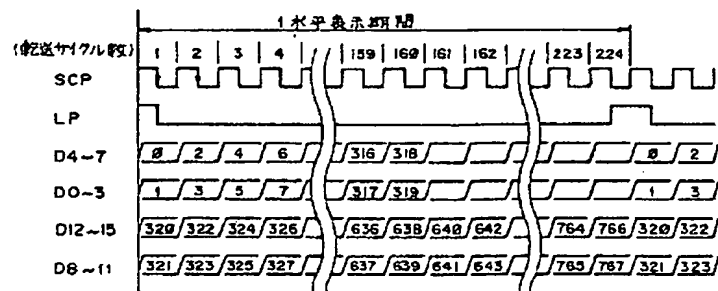 1水平表示期間
(転送サイクル数) 1 2 3 4 159 160 161 162 223 224
SCP
LP
D4~7 0 2 4 6 316 318 0 2
D0~3 1 3 5 7 317 319 1 3
D12~15 320 322 324 326 636 638 640 642 764 766 320 322
D8~11 321 323 325 327 637 639 641 643 765 767 321 323